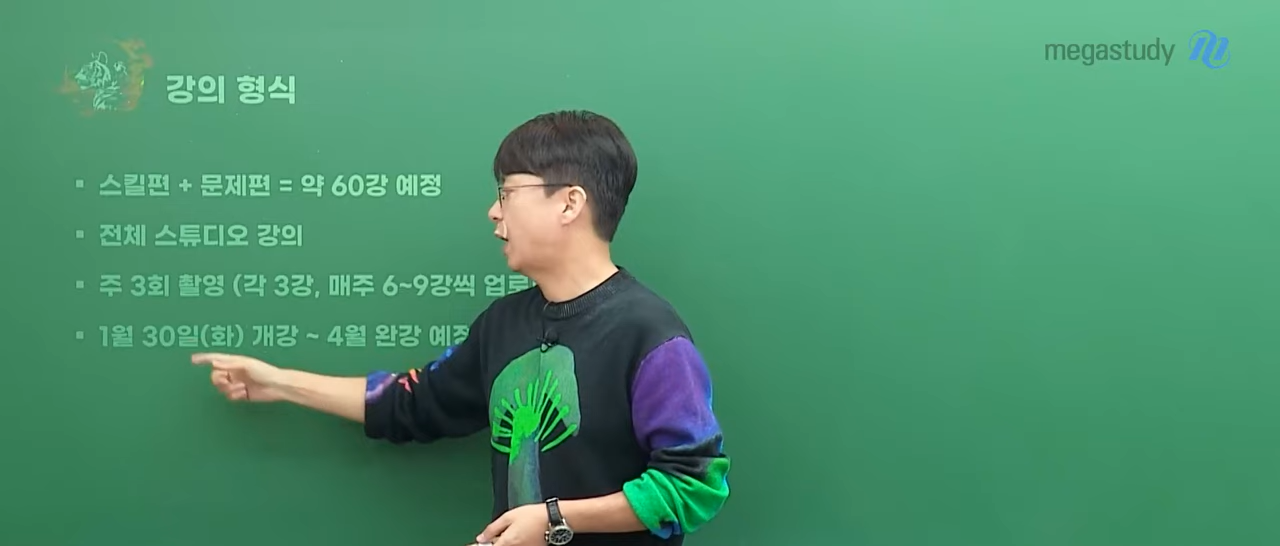 megastudy
강의 형식
▪ 스킬편 + 문제편 = 약 60강 예정
▪ 전체 스튜디오 강의
▪ 주 3회 촬영 (각 3강, 매주 6~9강씩
▪ 1월 30일(화) 개강 ~ 4월 완강 예정